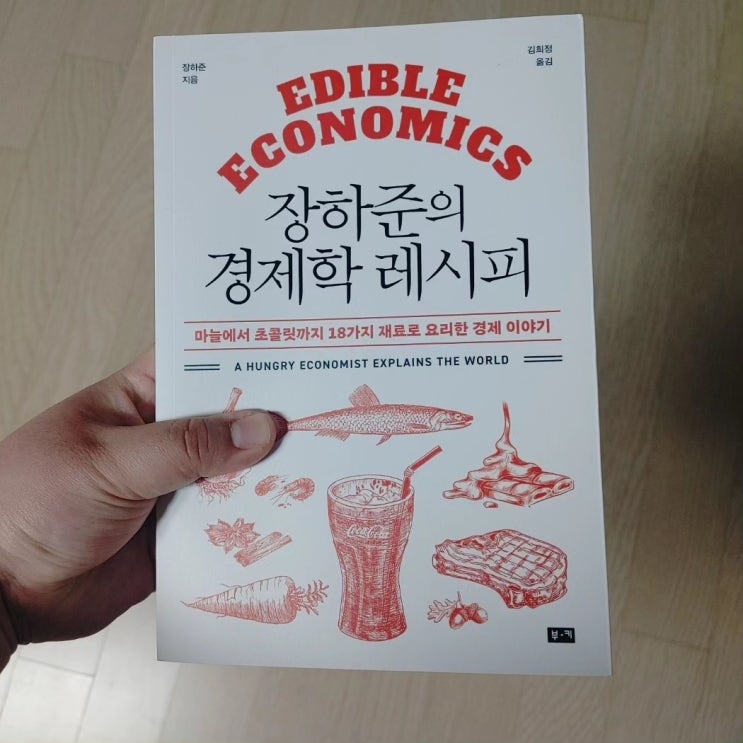 장하준
지음
김희정
옮김
EDIBLE
ECONOMICS
장하준의
경제학 레시피
마늘에서 초콜릿까지 18가지 재료로 요리한 경제 이야기
A HUNGRY ECONOMIST EXPLAINS THE WORLD
Coca-Cola
부·키